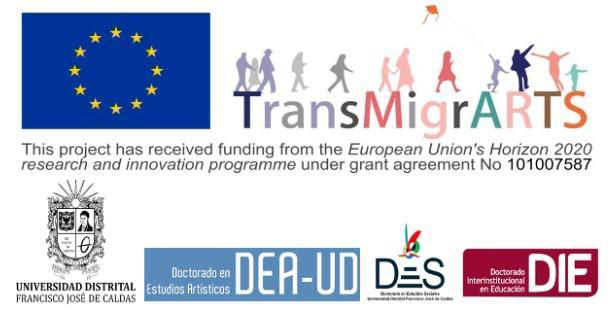 TransMigrARTS
This project has received funding from the European Union's Horizon 2020
research and innovation programme under grant agreement No 101007587
UNIVERSIDAD DISTRITAL
FRANCISCO JOSÉ DE CALDAS
Doctorado en
Estudios Artísticos
DEA-UD
DES
Doctorado en Estudios Sociales
Universidad Distrital Francisco José de Caldas
Doctorado
Interinstitucional
en Educación
DIE